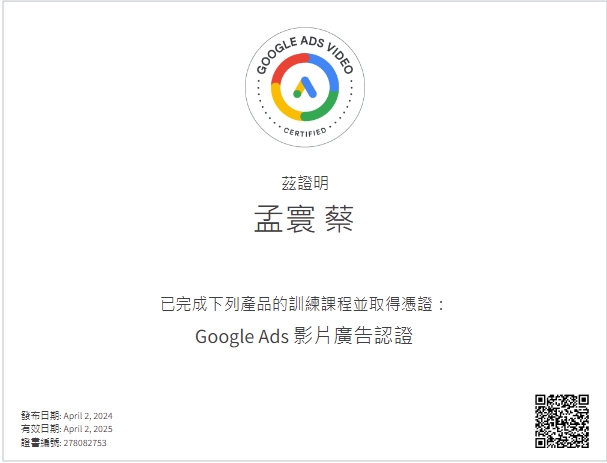 GOOGLE ADS VIDEO
CERTIFIED
茲證明
孟寰 蔡
已完成下列產品的訓練課程並取得憑證：
Google Ads 影片廣告認證
發布日期: April 2, 2024
有效日期: April 2, 2025
證書編號: 278082753